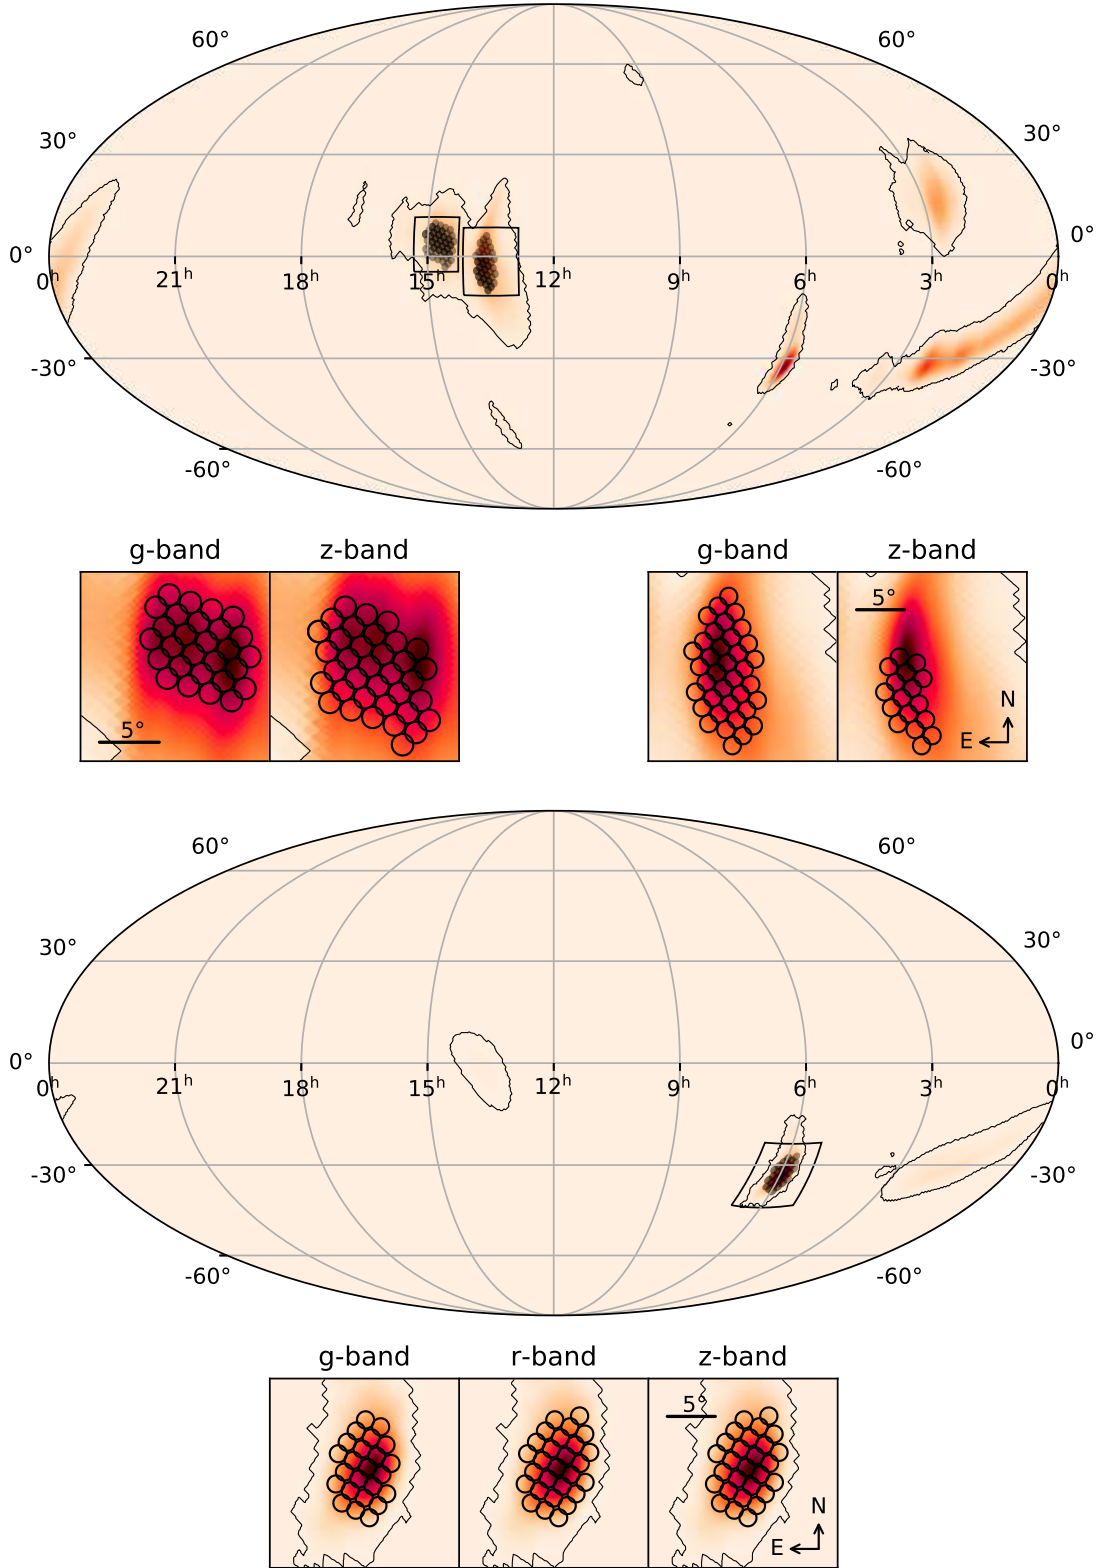 60° 60°
30° 30°
0° 0°
0ʰ 21ʰ 18ʰ 15ʰ 12ʰ 9ʰ 6ʰ 3ʰ 0ʰ
-30° -30°
-60° -60°
g-band z-band g-band z-band
5°
5°
N
E
60° 60°
30° 30°
0° 0°
0ʰ 21ʰ 18ʰ 15ʰ 12ʰ 9ʰ 6ʰ 3ʰ 0ʰ
-30° -30°
-60° -60°
g-band r-band z-band
5°
N
E